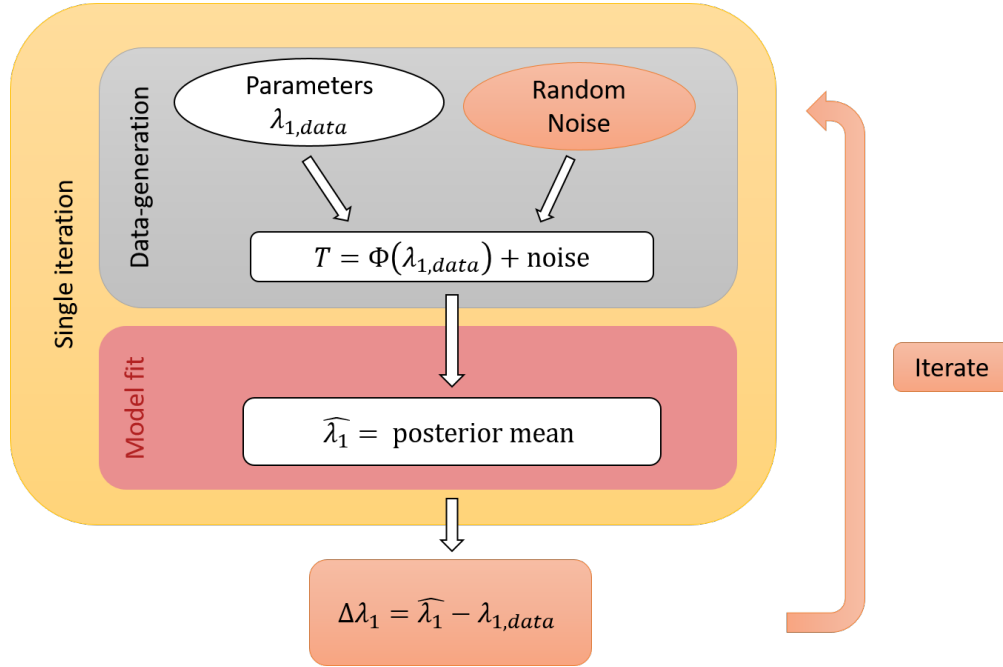 Single iteration
Data-generation
Parameters
λ₁,data
Random
Noise
T = Φ(λ₁,data) + noise
Model fit
λ̂₁ = posterior mean
Δλ₁ = λ̂₁ − λ₁,data
Iterate